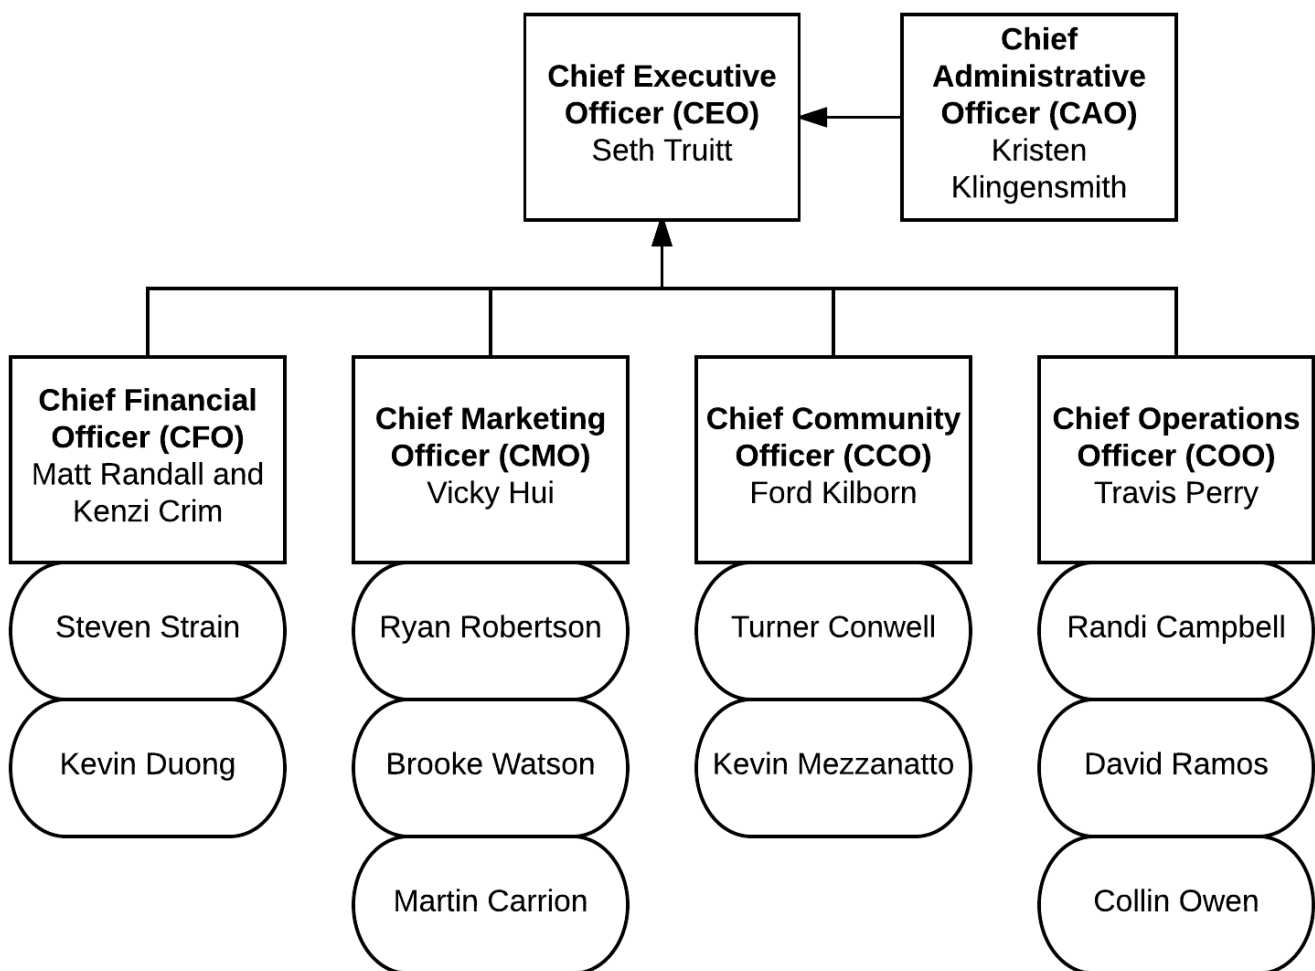 Chief Executive
Officer (CEO)
Seth Truitt
Chief
Administrative
Officer (CAO)
Kristen
Klingensmith
Chief Financial
Officer (CFO)
Matt Randall and
Kenzi Crim
Chief Marketing
Officer (CMO)
Vicky Hui
Chief Community
Officer (CCO)
Ford Kilborn
Chief Operations
Officer (COO)
Travis Perry
Steven Strain
Ryan Robertson
Turner Conwell
Randi Campbell
Kevin Duong
Brooke Watson
Kevin Mezzanatto
David Ramos
Martin Carrion
Collin Owen